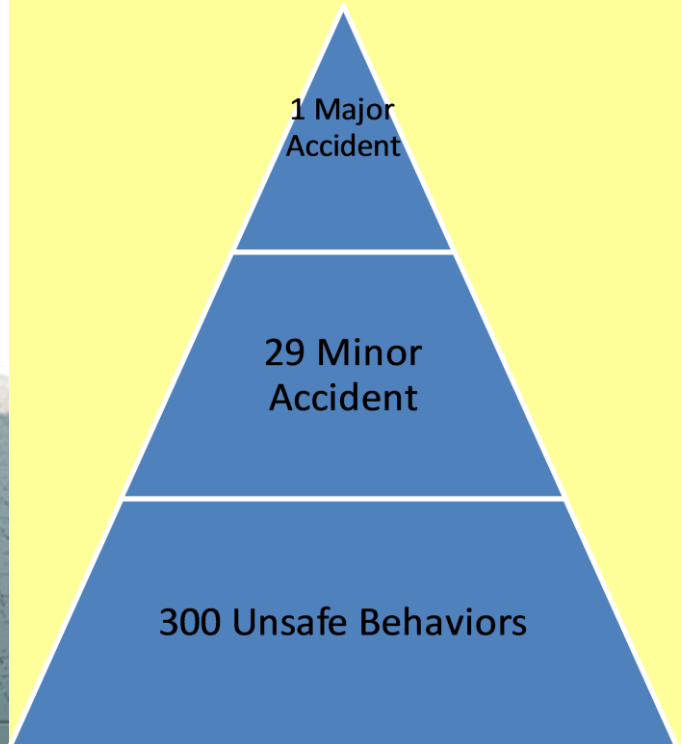 1 Major
Accident
29 Minor
Accident
300 Unsafe Behaviors